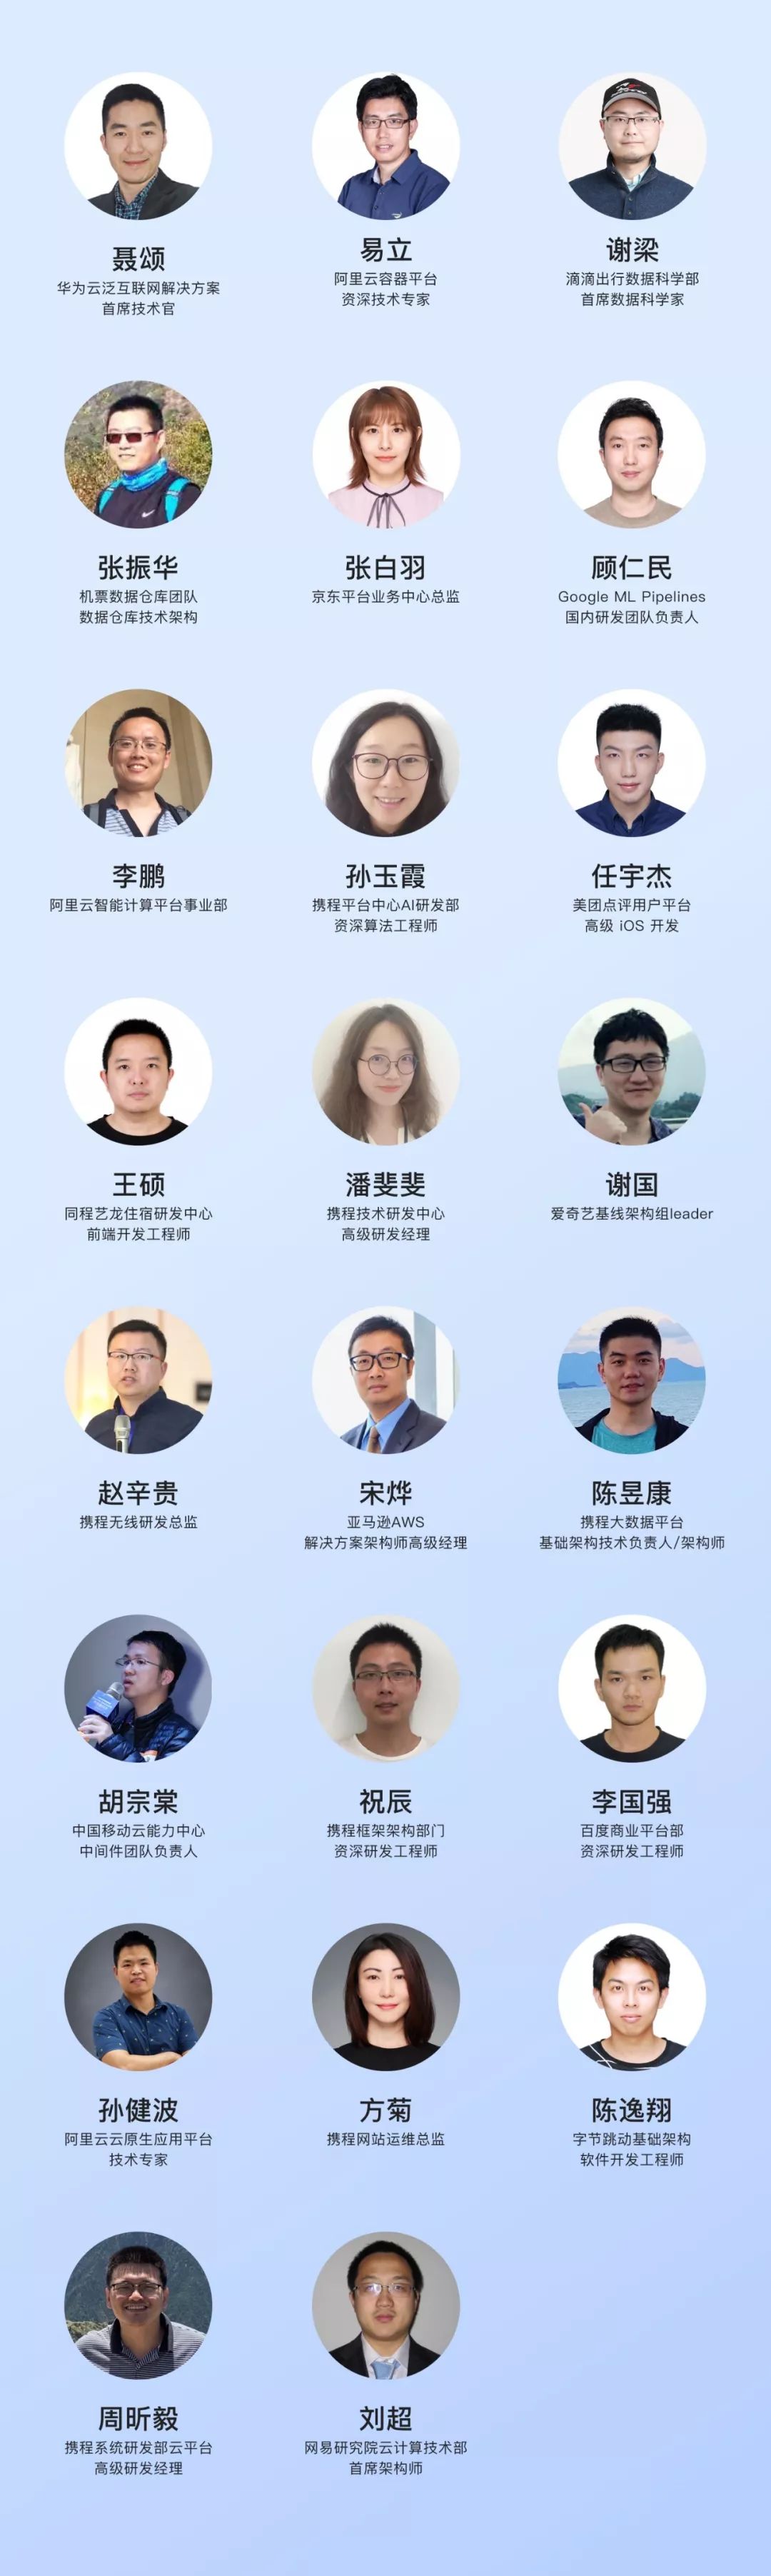 聂颂
华为云泛互联网解决方案
首席技术官
易立
阿里云容器平台
资深技术专家
谢梁
滴滴出行数据科学部
首席数据科学家
张振华
机票数据仓库团队
数据仓库技术架构
张白羽
京东平台业务中心总监
顾仁民
Google ML Pipelines
国内研发团队负责人
李鹏
阿里云智能计算平台事业部
孙玉霞
携程平台中心AI研发部
资深算法工程师
任宇杰
美团点评用户平台
高级 iOS 开发
王硕
同程艺龙住宿研发中心
前端开发工程师
潘斐斐
携程技术研发中心
高级研发经理
谢国
爱奇艺基线架构组leader
赵辛贵
携程无线研发总监
宋烨
亚马逊AWS
解决方案架构师高级经理
陈昱康
携程大数据平台
基础架构技术负责人/架构师
胡宗棠
中国移动云能力中心
中间件团队负责人
祝辰
携程框架架构部门
资深研发工程师
李国强
百度商业平台部
资深研发工程师
孙健波
阿里云云原生应用平台
技术专家
方菊
携程网站运维总监
陈逸翔
字节跳动基础架构
软件开发工程师
周昕毅
携程系统研发部云平台
高级研发经理
刘超
网易研究院云计算技术部
首席架构师